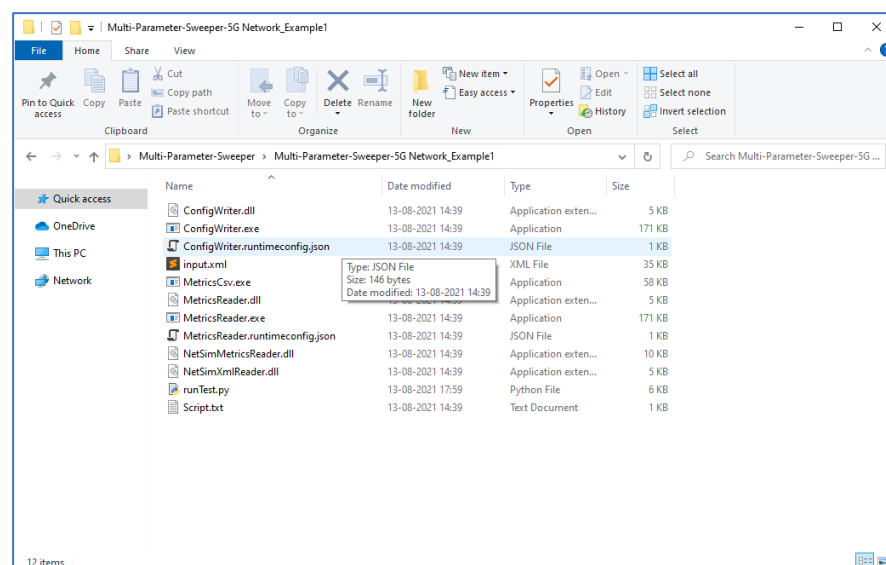 Multi-Parameter-Sweeper-5G Network_Example1
File Home Share View
Pin to Quick access
Copy
Paste
Cut
Copy path
Paste shortcut
Move to
Copy to
Delete
Rename
New folder
New item
Easy access
Properties
Open
Edit
History
Select all
Select none
Invert selection
Clipboard Organize New Open Select
Multi-Parameter-Sweeper > Multi-Parameter-Sweeper-5G Network_Example1
Search Multi-Parameter-Sweeper-5G ...
Quick access
OneDrive
This PC
Network
Name Date modified Type Size
ConfigWriter.dll 13-08-2021 14:39 Application exten... 5 KB
ConfigWriter.exe 13-08-2021 14:39 Application 171 KB
ConfigWriter.runtimeconfig.json 13-08-2021 14:39 JSON File 1 KB
input.xml XML File 35 KB
MetricsCsv.exe Application 58 KB
MetricsReader.dll 13-08-2021 14:39 Application exten... 5 KB
MetricsReader.exe 13-08-2021 14:39 Application 171 KB
MetricsReader.runtimeconfig.json 13-08-2021 14:39 JSON File 1 KB
NetSimMetricsReader.dll 13-08-2021 14:39 Application exten... 10 KB
NetSimXmlReader.dll 13-08-2021 14:39 Application exten... 5 KB
runTest.py 13-08-2021 17:59 Python File 6 KB
Script.txt 13-08-2021 14:39 Text Document 1 KB
Type: JSON File
Size: 146 bytes
Date modified: 13-08-2021 14:39
12 items